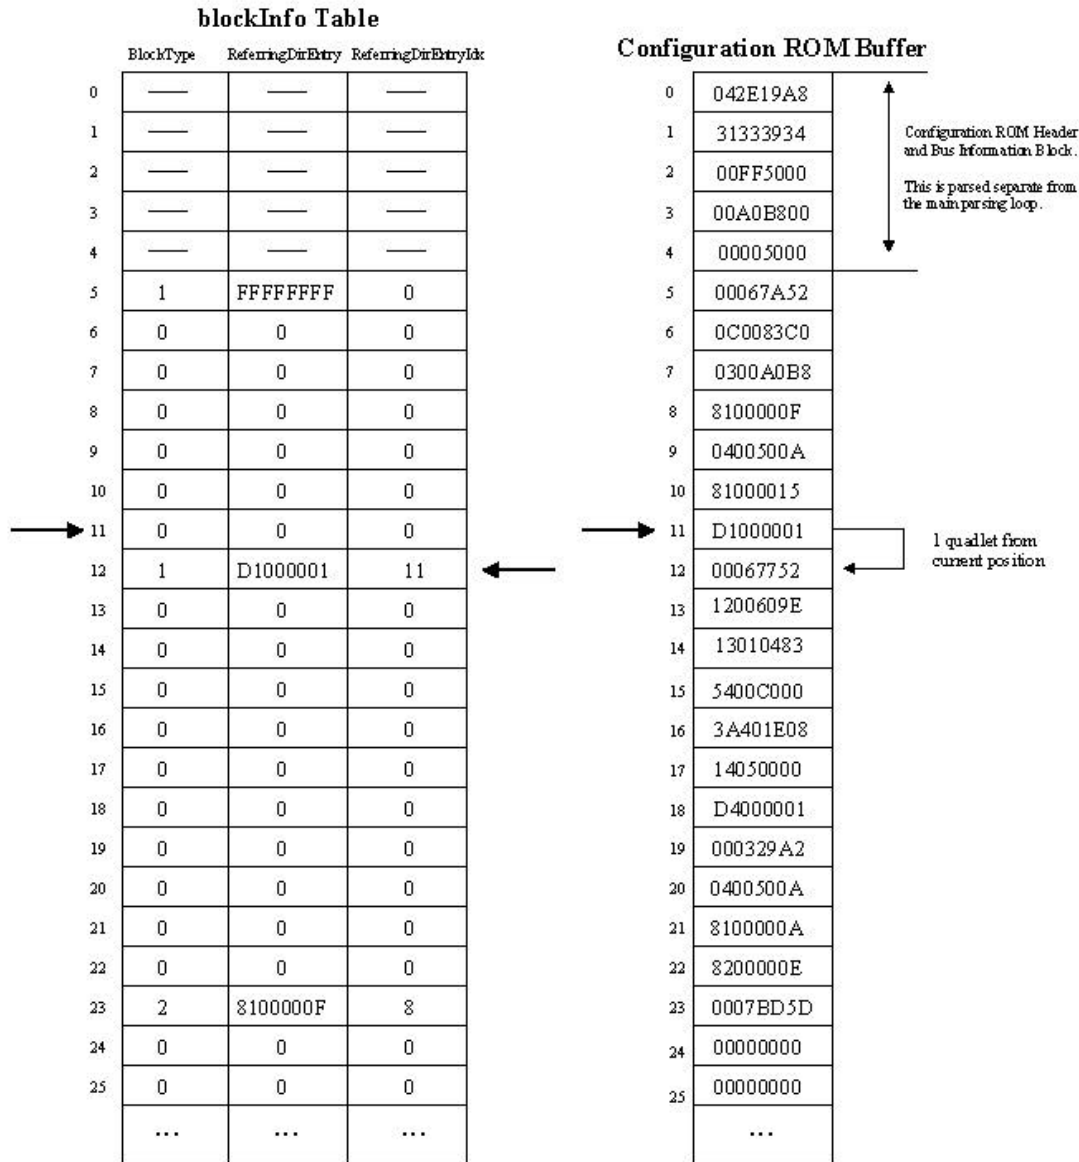 blockInfo Table
BlockType ReferringDirEntry ReferringDirEntryIdx
0 —— —— ——
1 —— —— ——
2 —— —— ——
3 —— —— ——
4 —— —— ——
5 1 FFFFFFFF 0
6 0 0 0
7 0 0 0
8 0 0 0
9 0 0 0
10 0 0 0
11 0 0 0
12 1 D1000001 11
13 0 0 0
14 0 0 0
15 0 0 0
16 0 0 0
17 0 0 0
18 0 0 0
19 0 0 0
20 0 0 0
21 0 0 0
22 0 0 0
23 2 8100000F 8
24 0 0 0
25 0 0 0
... ... ...
Configuration ROM Buffer
0 042E19A8
1 31333934
2 00FF5000
3 00A0B800
4 00005000
5 00067A52
6 0C0083C0
7 0300A0B8
8 8100000F
9 0400500A
10 81000015
11 D1000001
12 00067752
13 1200609E
14 13010483
15 5400C000
16 3A401E08
17 14050000
18 D4000001
19 000329A2
20 0400500A
21 8100000A
22 8200000E
23 0007BD5D
24 00000000
25 00000000
...
Configuration ROM Header
and Bus Information Block.
This is parsed separate from
the main parsing loop.
1 quadlet from
current position